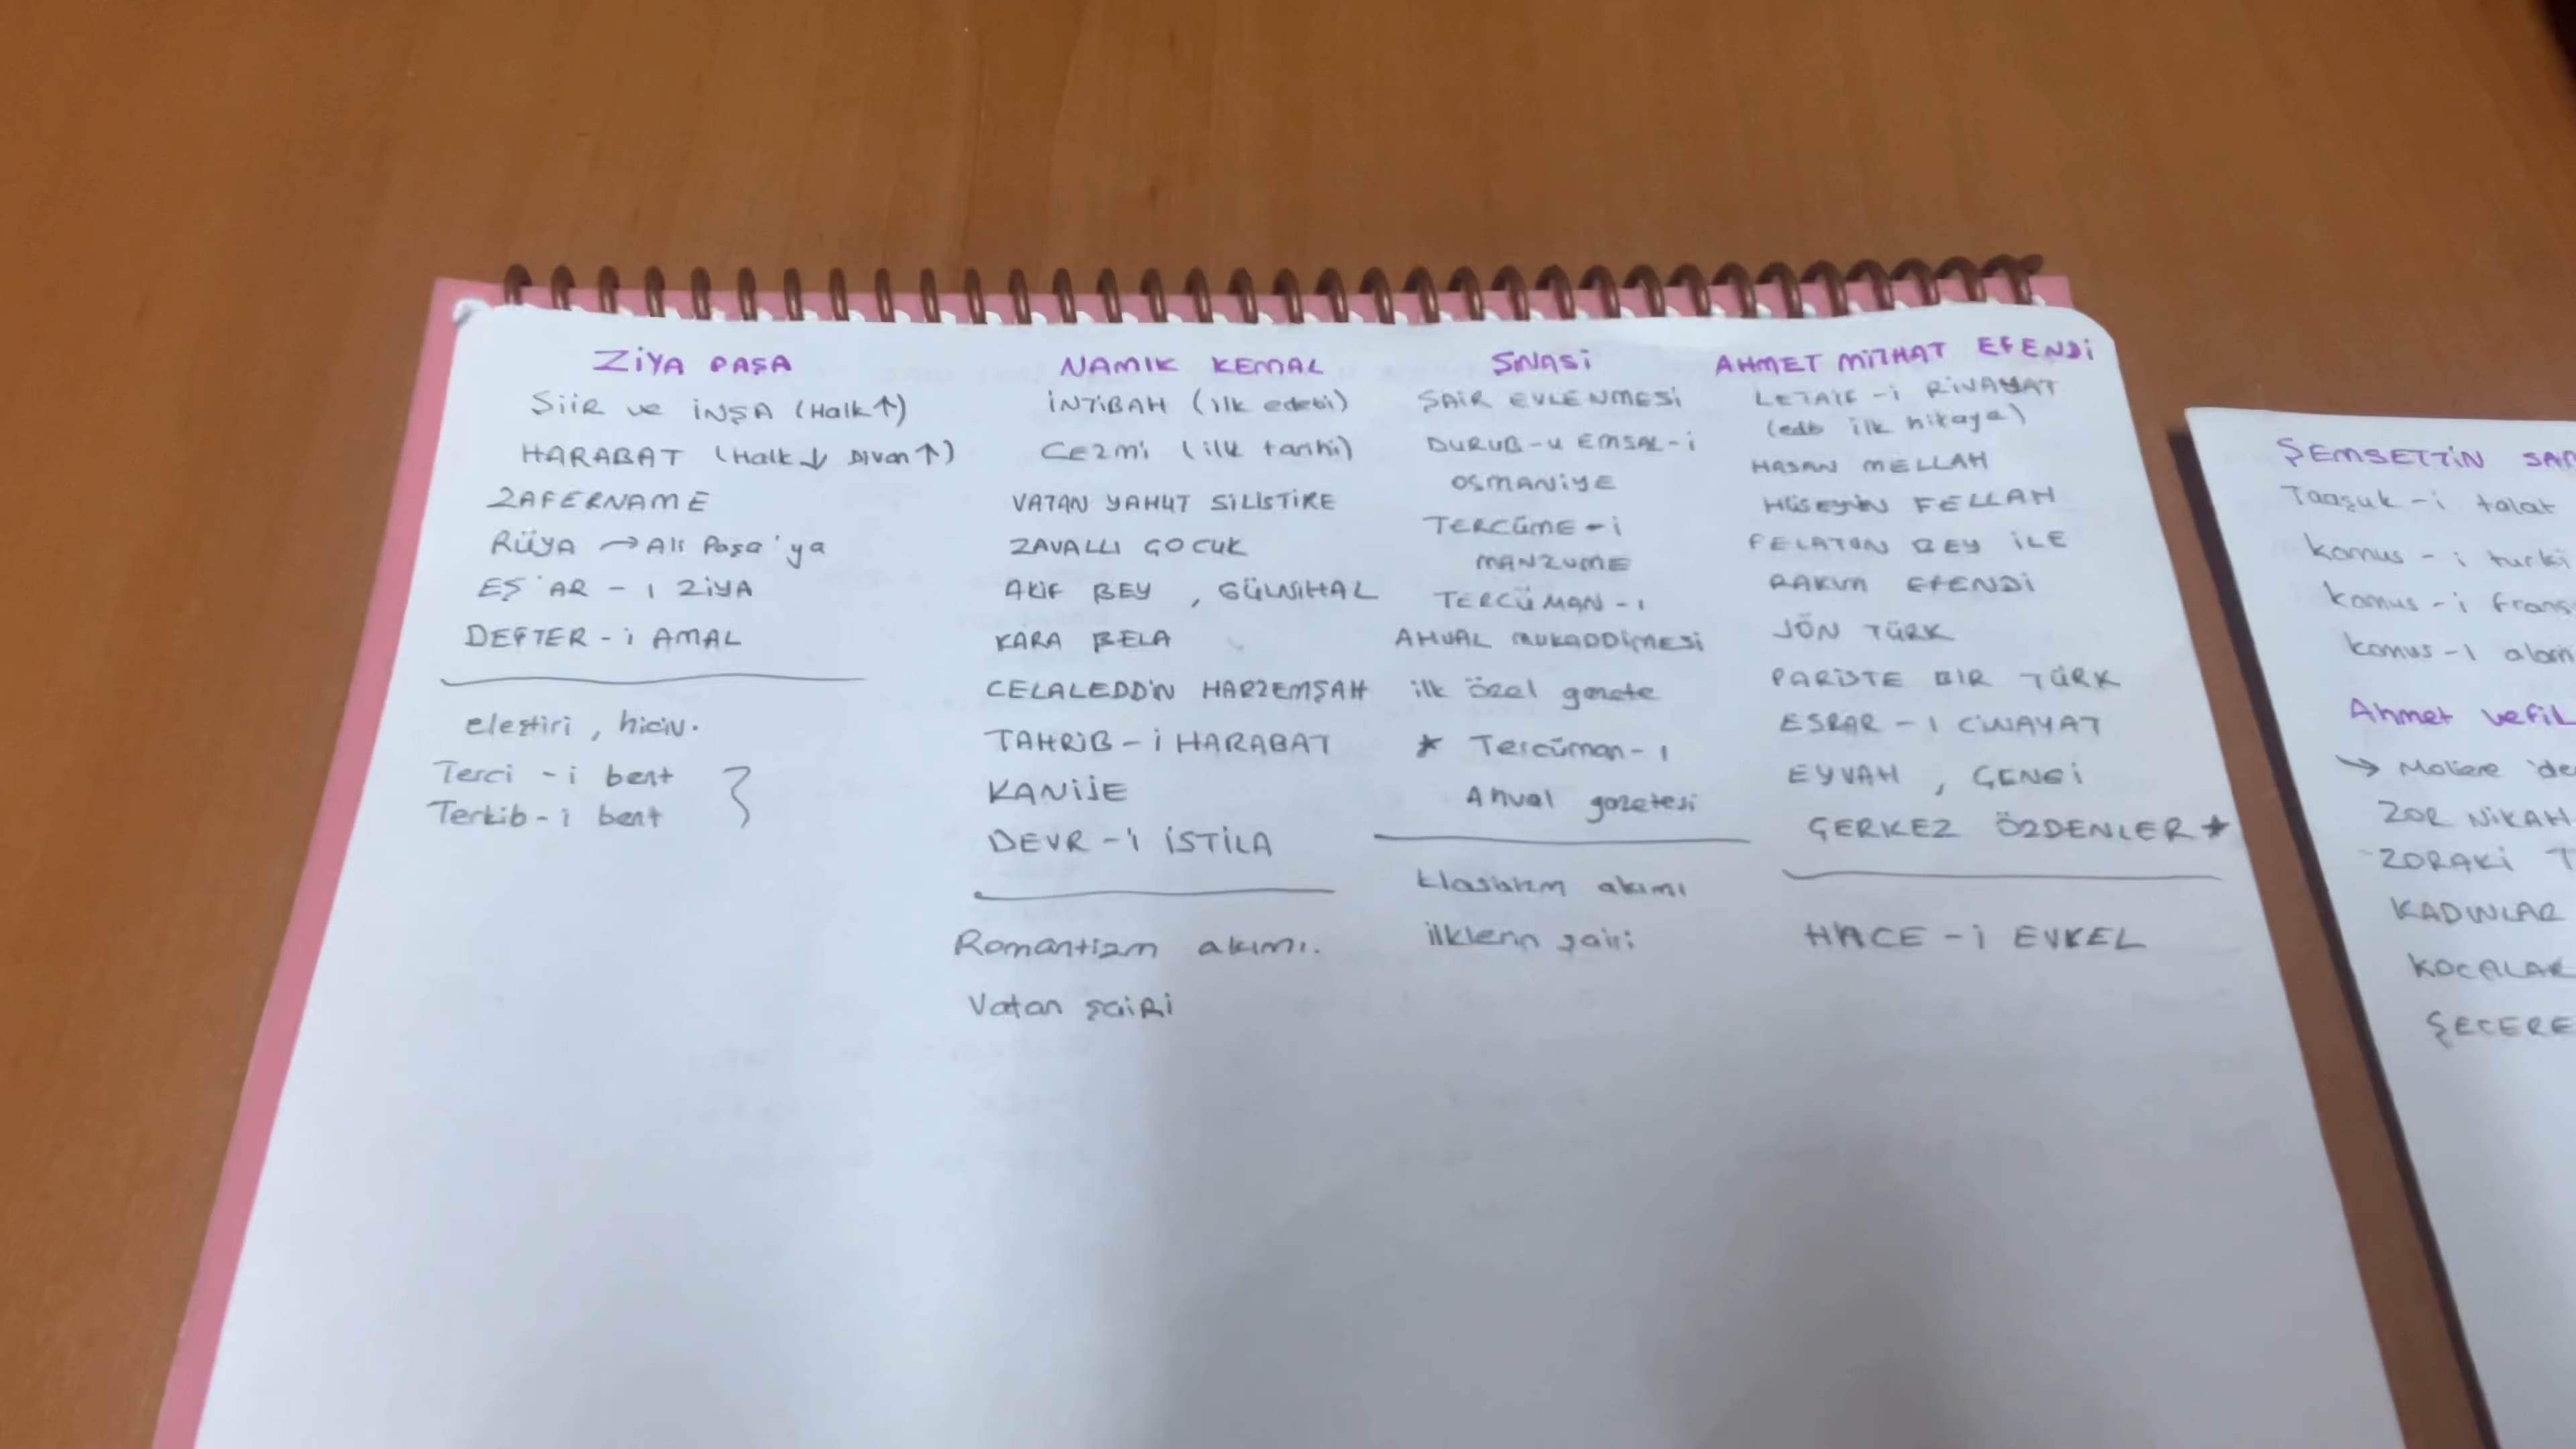 ZİYA PAŞA
ŞiiR ve İNŞA (Halk↑)
HARABAT (Halk↓ Divan↑)
ZAFERNAME
RÜYA → Ali Paşa'ya
EŞ'AR - I ZİYA
DEFTER - i AMAL
eleştiri, hiciv.
Terci - i bent
Terkib - i bent
NAMIK KEMAL
İNTİBAH (ilk edebi)
CEZMİ (ilk tarihi)
VATAN YAHUT SİLİSTİRE
ZAVALLI ÇOCUK
AKİF BEY , GÜLNİHAL
KARA BELA
CELALEDDİN HARZEMŞAH
TAHRİB - İ HARABAT
KANİJE
DEVR - İ İSTİLA
Romantizm akımı.
Vatan şaiRi
ŞİNASİ
ŞAİR EVLENMESİ
DURUB - u EMSAL - i
OSMANİYE
TERCÜME - i
MANZUME
TERCÜMAN - ı
AHVAL MUKADDİMESİ
ilk özel gazete
★ Tercüman - ı
Ahval gazetesi
klasisizm akımı
ilklerin şairi
AHMET MİTHAT EFENDİ
LETAİF - i RİVAYAT
(edb ilk hikaye)
HASAN MELLAH
HÜSEYİN FELLAH
FELATUN BEY İLE
RAKIM EFENDİ
JÖN TÜRK
PARİSTE BİR TÜRK
ESRAR - I CİNAYAT
EYVAH , ÇENGİ
ÇERKEZ ÖZDENLER ★
HACE - İ EVVEL
ŞEMSETTİN
Taaşuk - i talat
kamus - i turki
kamus - i
kamus - ı
Ahmet vefik
→ Moliere 'de
ZOR NİKAH
ZORAKİ T
KADINLAR
KOCALAR
ŞECERE